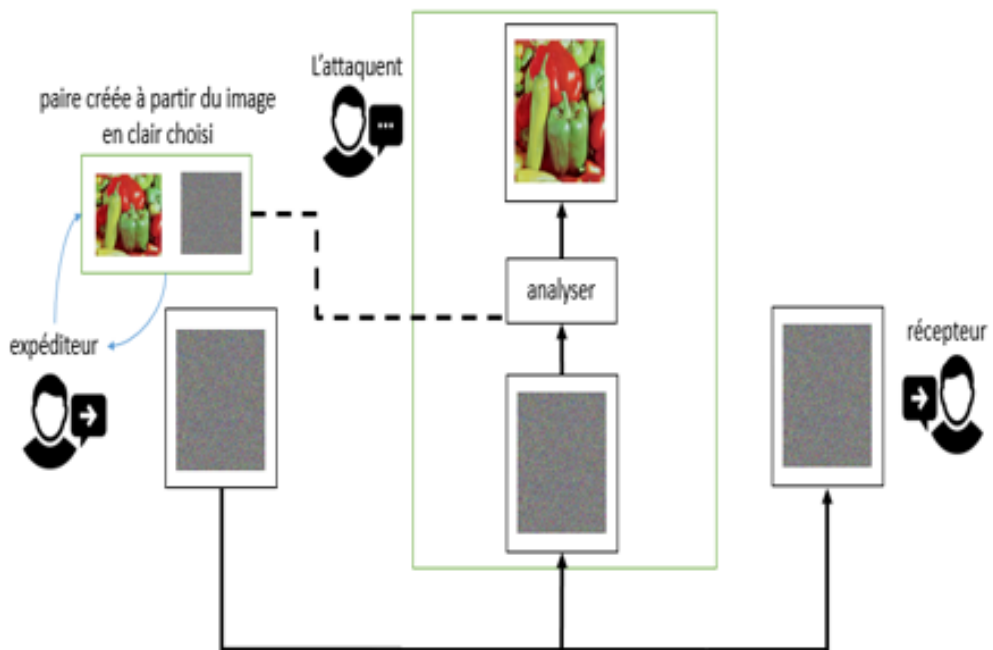 L'attaquent
paire créée à partir du image
en clair choisi
analyser
expéditeur
récepteur